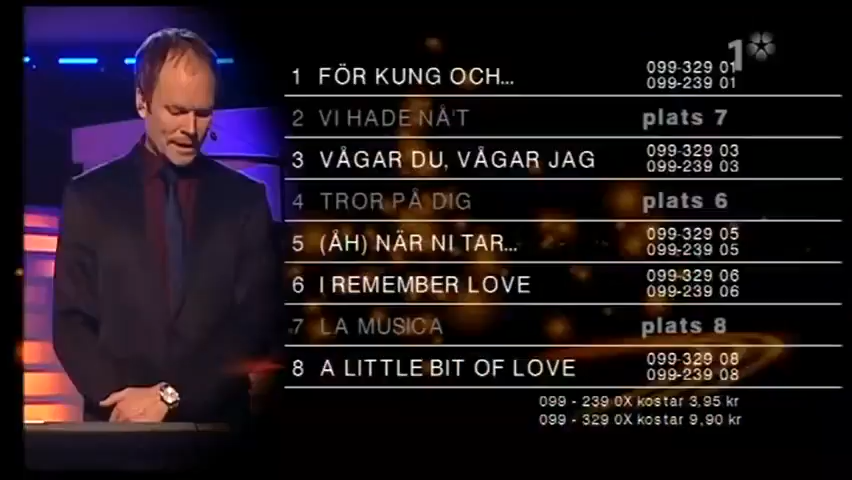 1
1 FÖR KUNG OCH... 099-329 01
099-239 01
2 VI HADE NÅ'T plats 7
3 VÅGAR DU, VÅGAR JAG 099-329 03
099-239 03
4 TROR PÅ DIG plats 6
5 (ÅH) NÄR NI TAR... 099-329 05
099-239 05
6 I REMEMBER LOVE 099-329 06
099-239 06
7 LA MUSICA plats 8
8 A LITTLE BIT OF LOVE 099-329 08
099-239 08
099 - 239 0X kostar 3,95 kr
099 - 329 0X kostar 9,90 kr